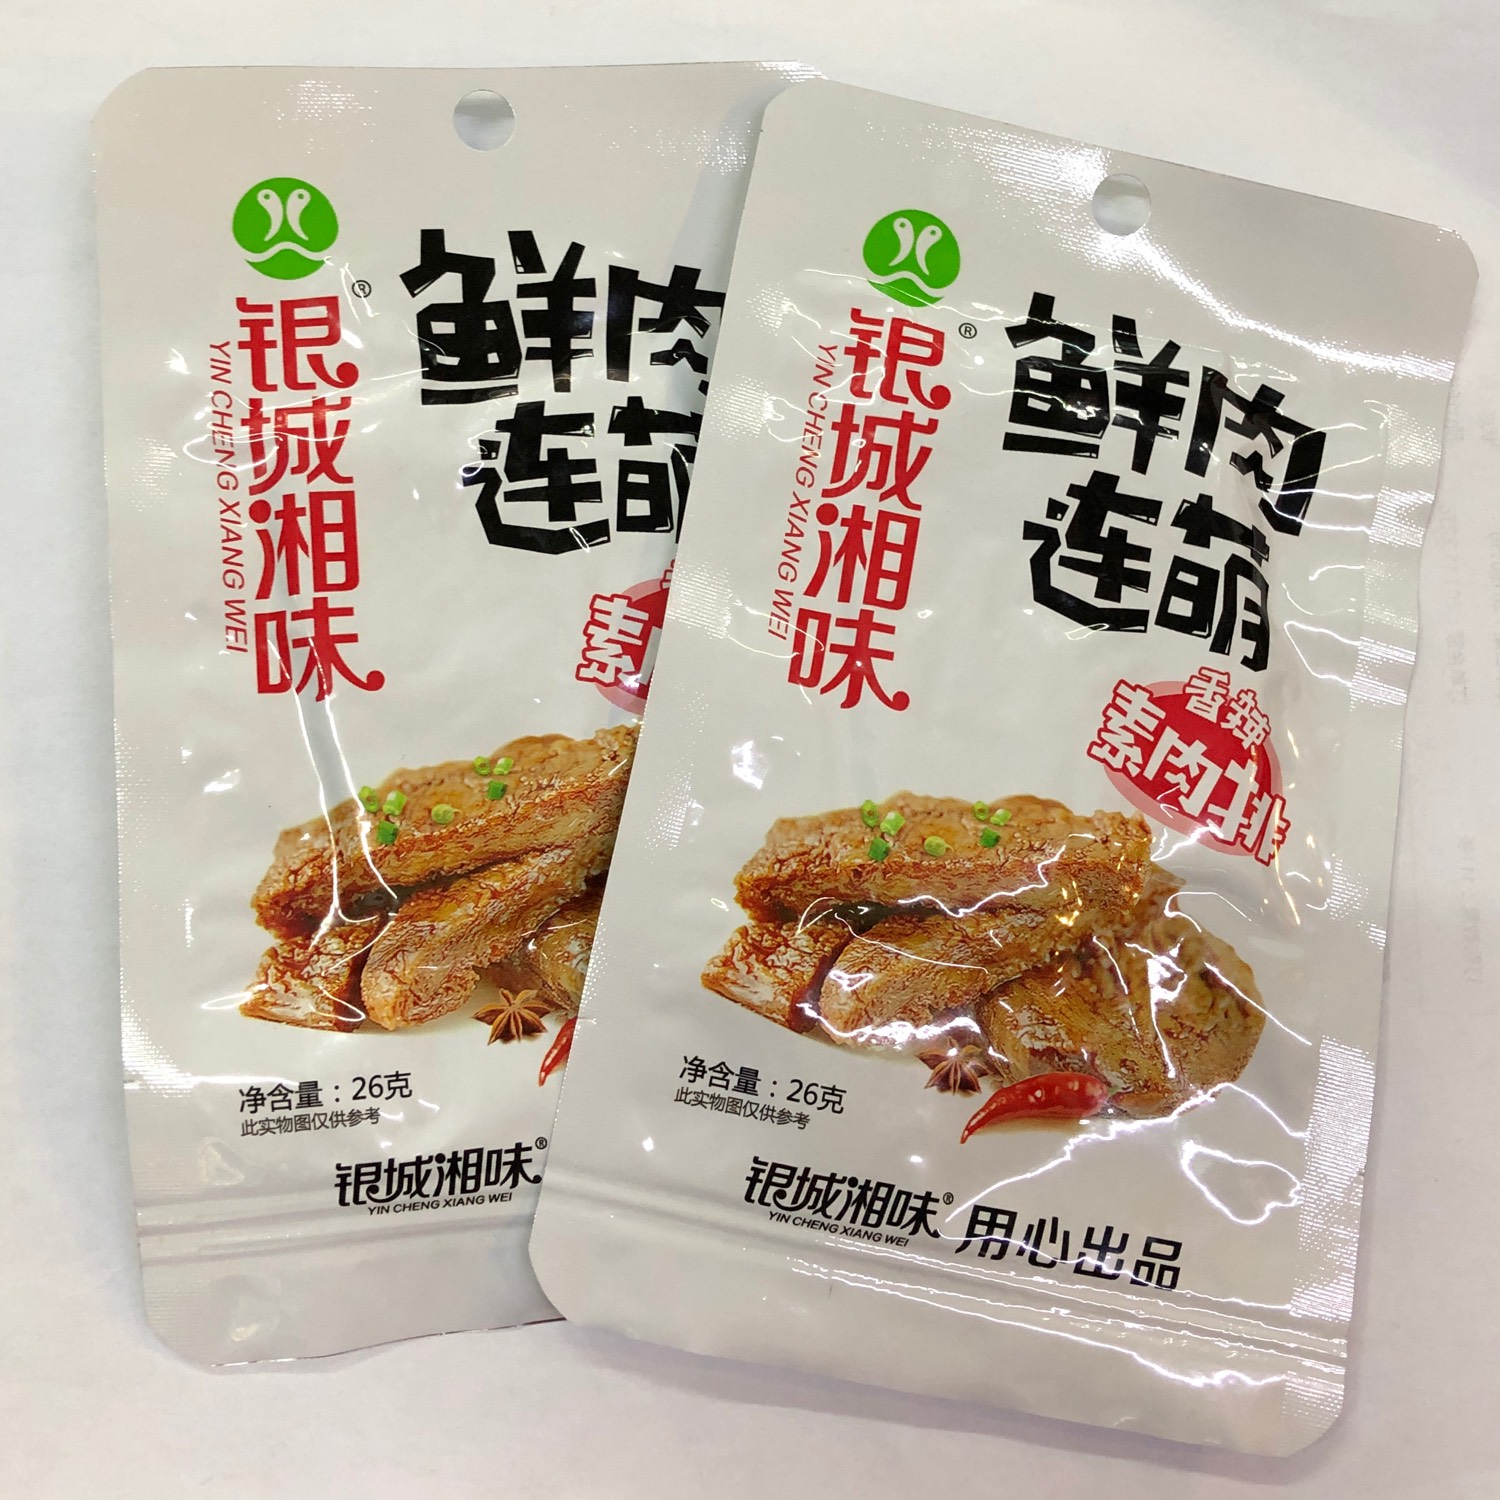 银城湘味
®
YIN CHENG XIANG WEI
鲜肉
连萌
素
净含量：26克
此实物图仅供参考
银城湘味®
YIN CHENG XIANG WEI
银城湘味
®
YIN CHENG XIANG WEI
鲜肉
连萌
香辣
素肉排
净含量：26克
此实物图仅供参考
银城湘味® 用心出品
YIN CHENG XIANG WEI